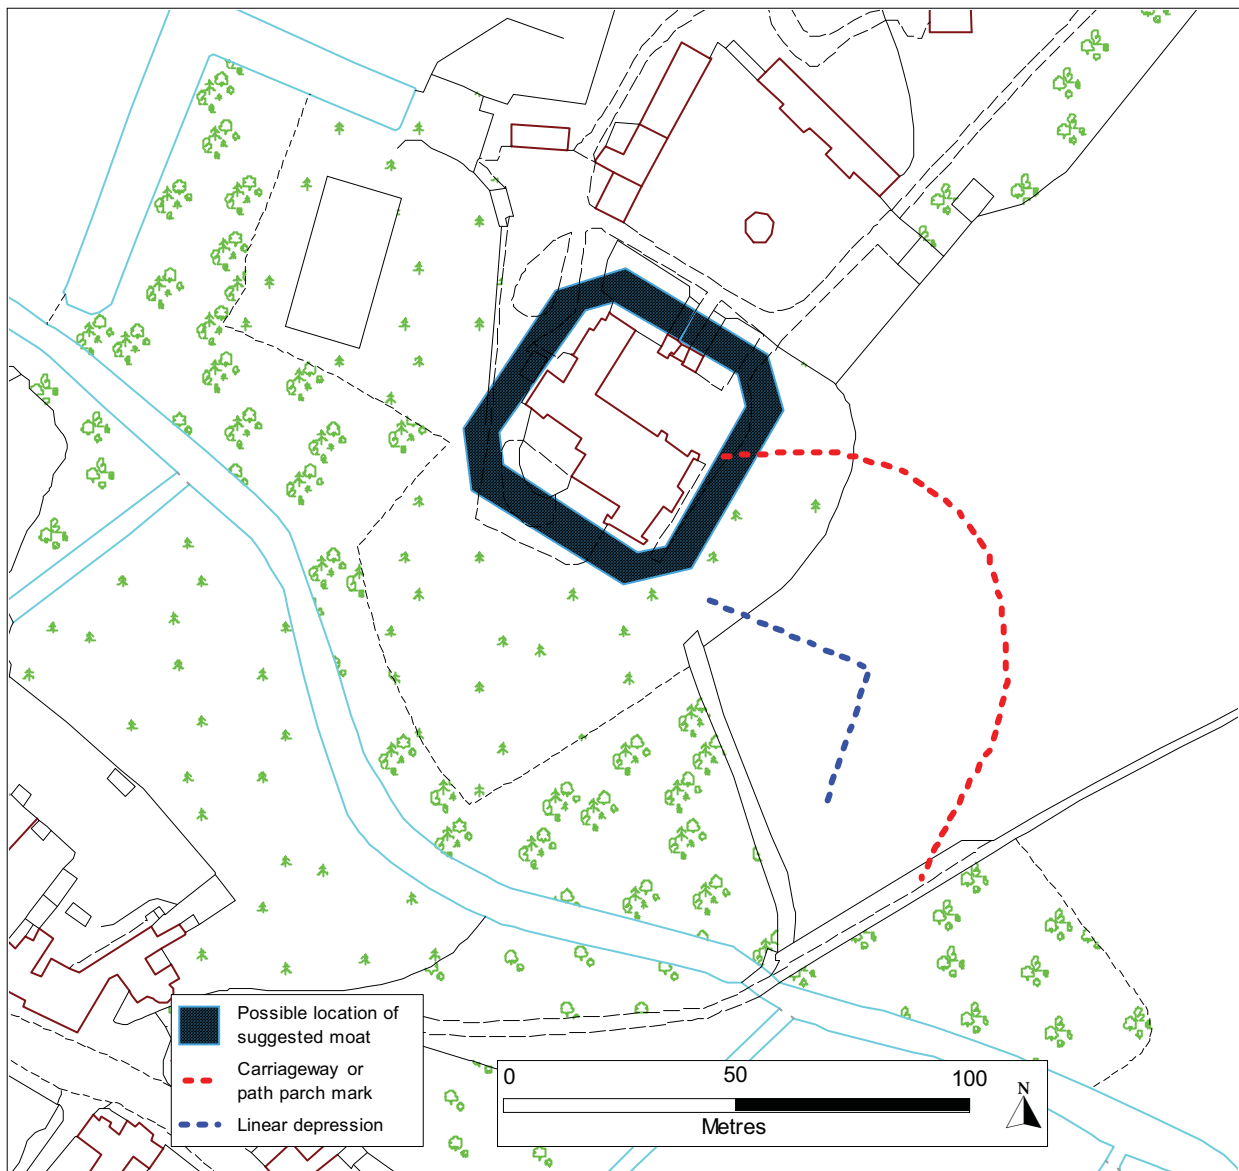 Possible location of
suggested moat
Carriageway or
path parch mark
Linear depression
0 50 100
Metres
N